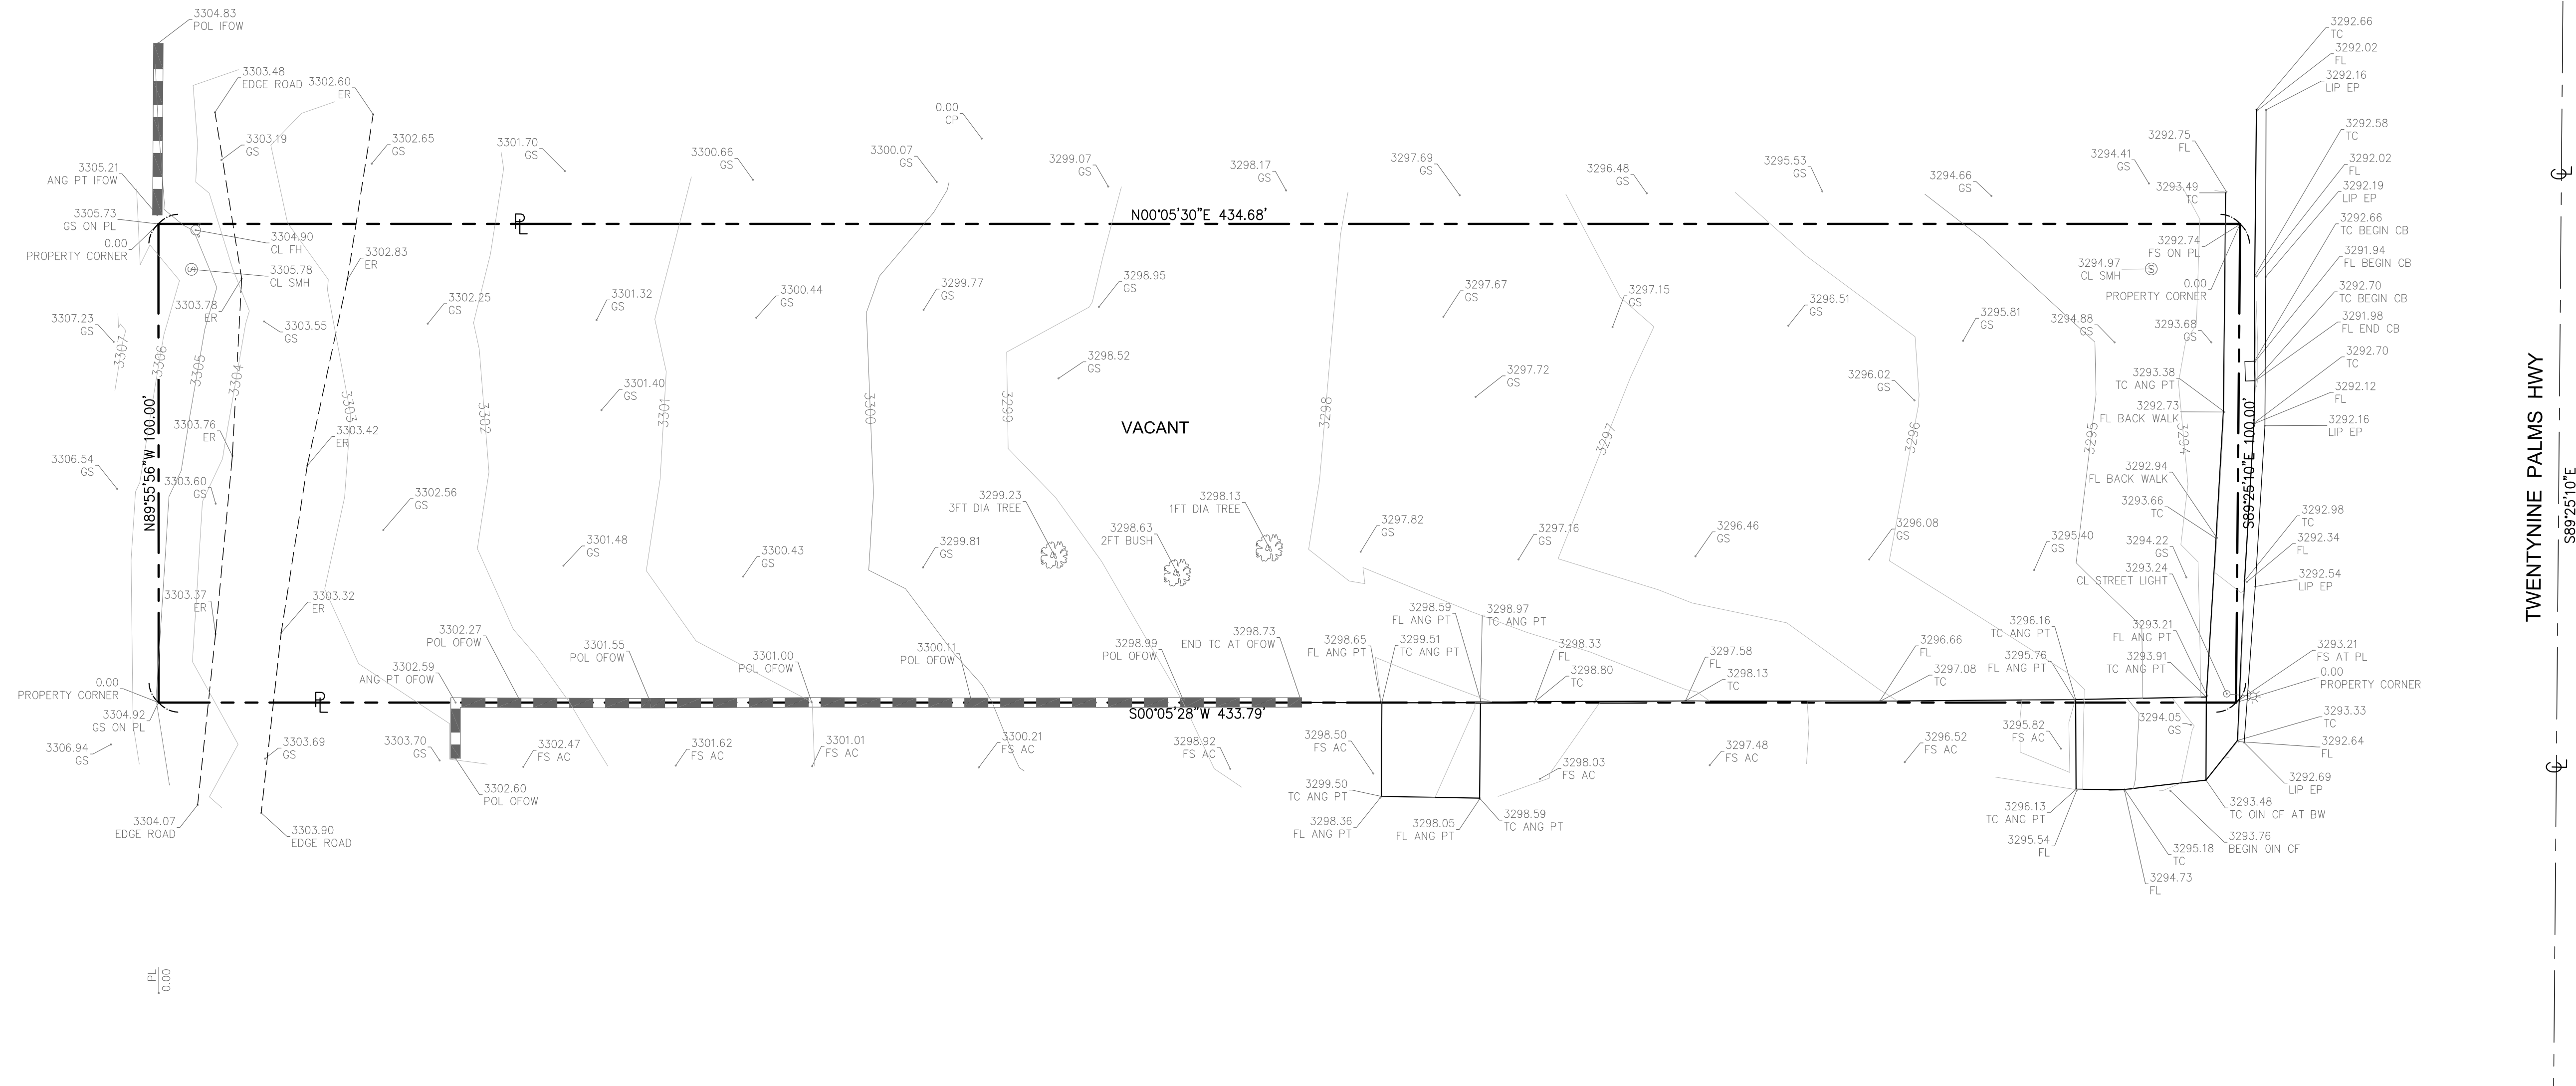 3304.83
POL IFOW
3303.48
EDGE ROAD
3302.60
ER
3303.19
GS
3302.65
GS
3301.70
GS
3300.66
GS
3300.07
GS
0.00
CP
3299.07
GS
3298.17
GS
3297.69
GS
3296.48
GS
3295.53
GS
3294.66
GS
3294.41
GS
3292.75
FL
3293.49
TC
3292.66
TC
3292.02
FL
3292.16
LIP EP
3292.58
TC
3292.02
FL
3292.19
LIP EP
3292.66
TC BEGIN CB
3291.94
FL BEGIN CB
3292.70
TC BEGIN CB
3291.98
FL END CB
3292.70
TC
3292.12
FL
3292.16
LIP EP
3305.21
ANG PT IFOW
3305.73
GS ON PL
0.00
PROPERTY CORNER
3304.90
CL FH
S
3305.78
CL SMH
3303.78
ER
3303.55
GS
3302.83
ER
PL
N00°05'30"E 434.68'
3302.25
GS
3301.32
GS
3300.44
GS
3299.77
GS
3298.95
GS
3298.52
GS
3297.67
GS
3297.15
GS
3296.51
GS
3295.81
GS
3294.88
GS
3293.68
GS
3292.74
FS ON PL
3294.97
CL SMH
S
0.00
PROPERTY CORNER
3307.23
GS
3307
3306
3305
3304
3303
3302
3301
3300
3299
3298
3297
3296
3295
3294
3301.40
GS
3297.72
GS
3296.02
GS
3293.38
TC ANG PT
3292.73
FL BACK WALK
VACANT
N89°55'56"W 100.00'
3303.76
ER
3303.42
ER
3306.54
GS
3303.60
GS
3302.56
GS
3301.48
GS
3300.43
GS
3299.81
GS
3299.23
3FT DIA TREE
3298.63
2FT BUSH
3298.13
1FT DIA TREE
3297.82
GS
3297.16
GS
3296.46
GS
3296.08
GS
3295.40
GS
3292.94
FL BACK WALK
3293.66
TC
3294.22
GS
3293.24
CL STREET LIGHT
S89°25'10"E 100.00'
3292.98
TC
3292.34
FL
3292.54
LIP EP
TWENTYNINE PALMS HWY
S89°25'10"E
CL
CL
3303.37
ER
3303.32
ER
3302.27
POL OFOW
3302.59
ANG PT OFOW
3301.55
POL OFOW
3301.00
POL OFOW
3300.11
POL OFOW
3298.99
POL OFOW
3298.73
END TC AT OFOW
3298.65
FL ANG PT
3298.59
FL ANG PT
3299.51
TC ANG PT
3298.97
TC ANG PT
3298.33
FL
3298.80
TC
3297.58
FL
3298.13
TC
3296.66
FL
3297.08
TC
3296.16
TC ANG PT
3295.76
FL ANG PT
3293.21
FL ANG PT
3293.91
TC ANG PT
3293.21
FS AT PL
0.00
PROPERTY CORNER
0.00
PROPERTY CORNER
3304.92
GS ON PL
PL
S00°05'28"W 433.79'
3306.94
GS
3303.69
GS
3303.70
GS
3302.47
FS AC
3301.62
FS AC
3301.01
FS AC
3300.21
FS AC
3298.92
FS AC
3298.50
FS AC
3298.03
FS AC
3297.48
FS AC
3296.52
FS AC
3295.82
FS AC
3294.05
GS
3293.33
TC
3292.64
FL
3292.69
LIP EP
3302.60
POL OFOW
3299.50
TC ANG PT
3298.36
FL ANG PT
3298.05
FL ANG PT
3298.59
TC ANG PT
3296.13
TC ANG PT
3295.54
FL
3293.48
TC OIN CF AT BW
3293.76
BEGIN OIN CF
3295.18
TC
3294.73
FL
3304.07
EDGE ROAD
3303.90
EDGE ROAD
PL
0.00